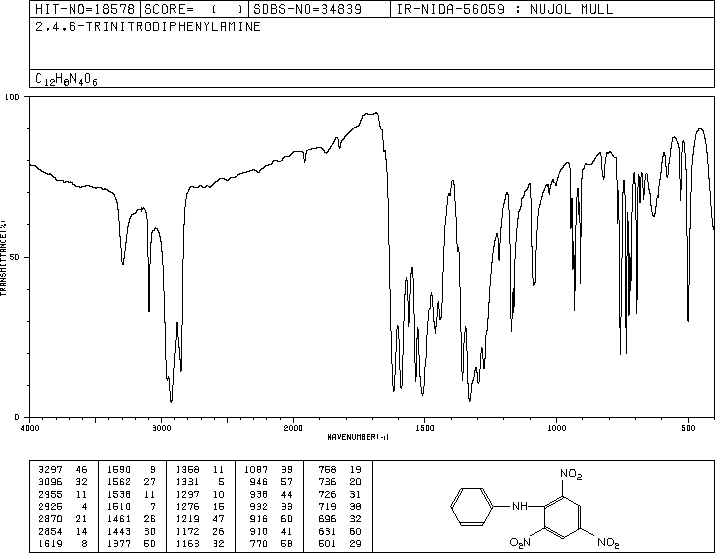 HIT-NO=18578 SCORE= ( ) SDBS-NO=34839 IR-NIDA-56059 : NUJOL MULL
2,4,6-TRINITRODIPHENYLAMINE
C12H8N4O6
100
50
0
TRANSMITTANCE(%)
4000 3000 2000 1500 1000 500
WAVENUMBER(-1)
3297 46 1590 9 1358 11 1087 39 758 19
3096 32 1562 27 1331 5 946 57 736 20
2955 11 1538 11 1297 10 938 44 726 31
2925 4 1510 7 1276 15 932 33 719 38
2870 21 1461 26 1219 47 916 60 696 32
2854 14 1443 30 1172 26 910 41 631 60
1619 8 1377 50 1163 32 770 58 501 29
NO2
NH
O2N
NO2